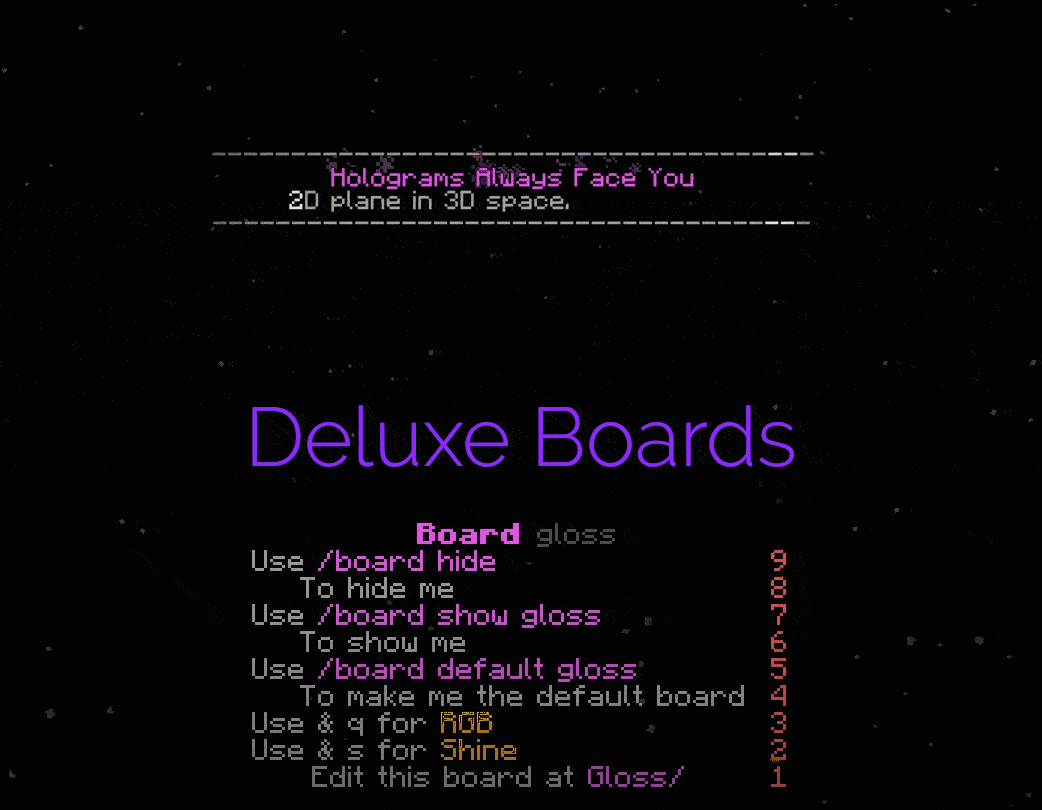 Holograms Always Face You
2D plane in 3D space.
Deluxe Boards
Board gloss
Use /board hide 9
To hide me 8
Use /board show gloss 7
To show me 6
Use /board default gloss 5
To make me the default board 4
Use & q for RGB 3
Use & s for Shine 2
Edit this board at Gloss/ 1